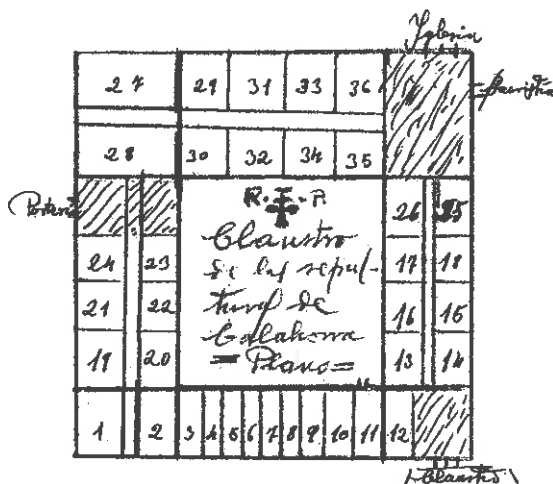 Iglesia
27 29 31 33 36
Sacristía
28 30 32 34 35
R. I. P.
Portería
26 25
Claustro
24 23 de las sepul- 17 18
21 22 turas de 16 15
Calahorra
19 20 = Plano = 13 14
1 2 3 4 5 6 7 8 9 10 11 12
Claustro